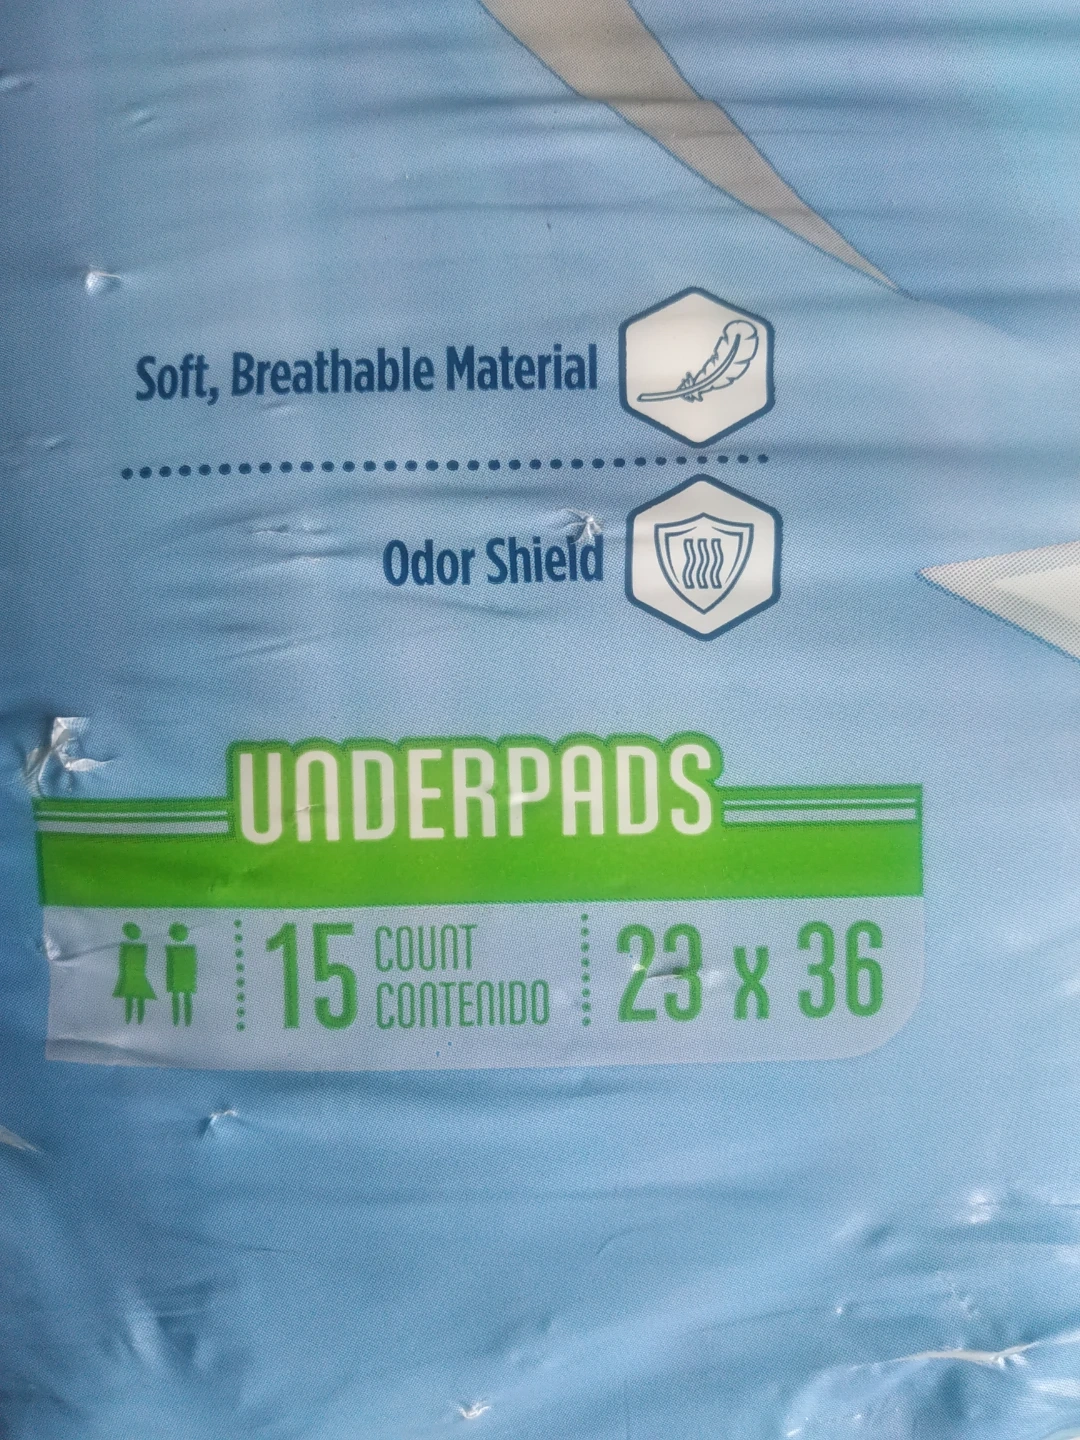 Soft, Breathable Material
Odor Shield
UNDERPADS
15 COUNT
CONTENIDO
23 x 36